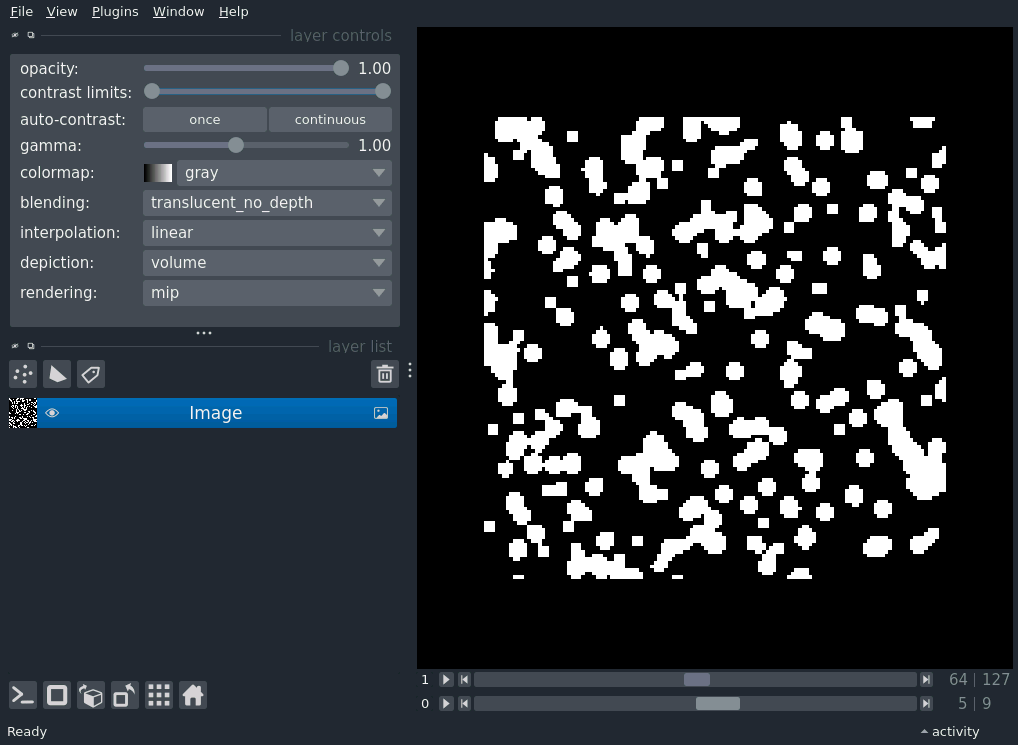 File View Plugins Window Help
layer controls
opacity: 1.00
contrast limits:
auto-contrast: once continuous
gamma: 1.00
colormap: gray
blending: translucent_no_depth
interpolation: linear
depiction: volume
rendering: mip
layer list
Image
1 64 | 127
0 5 | 9
Ready activity